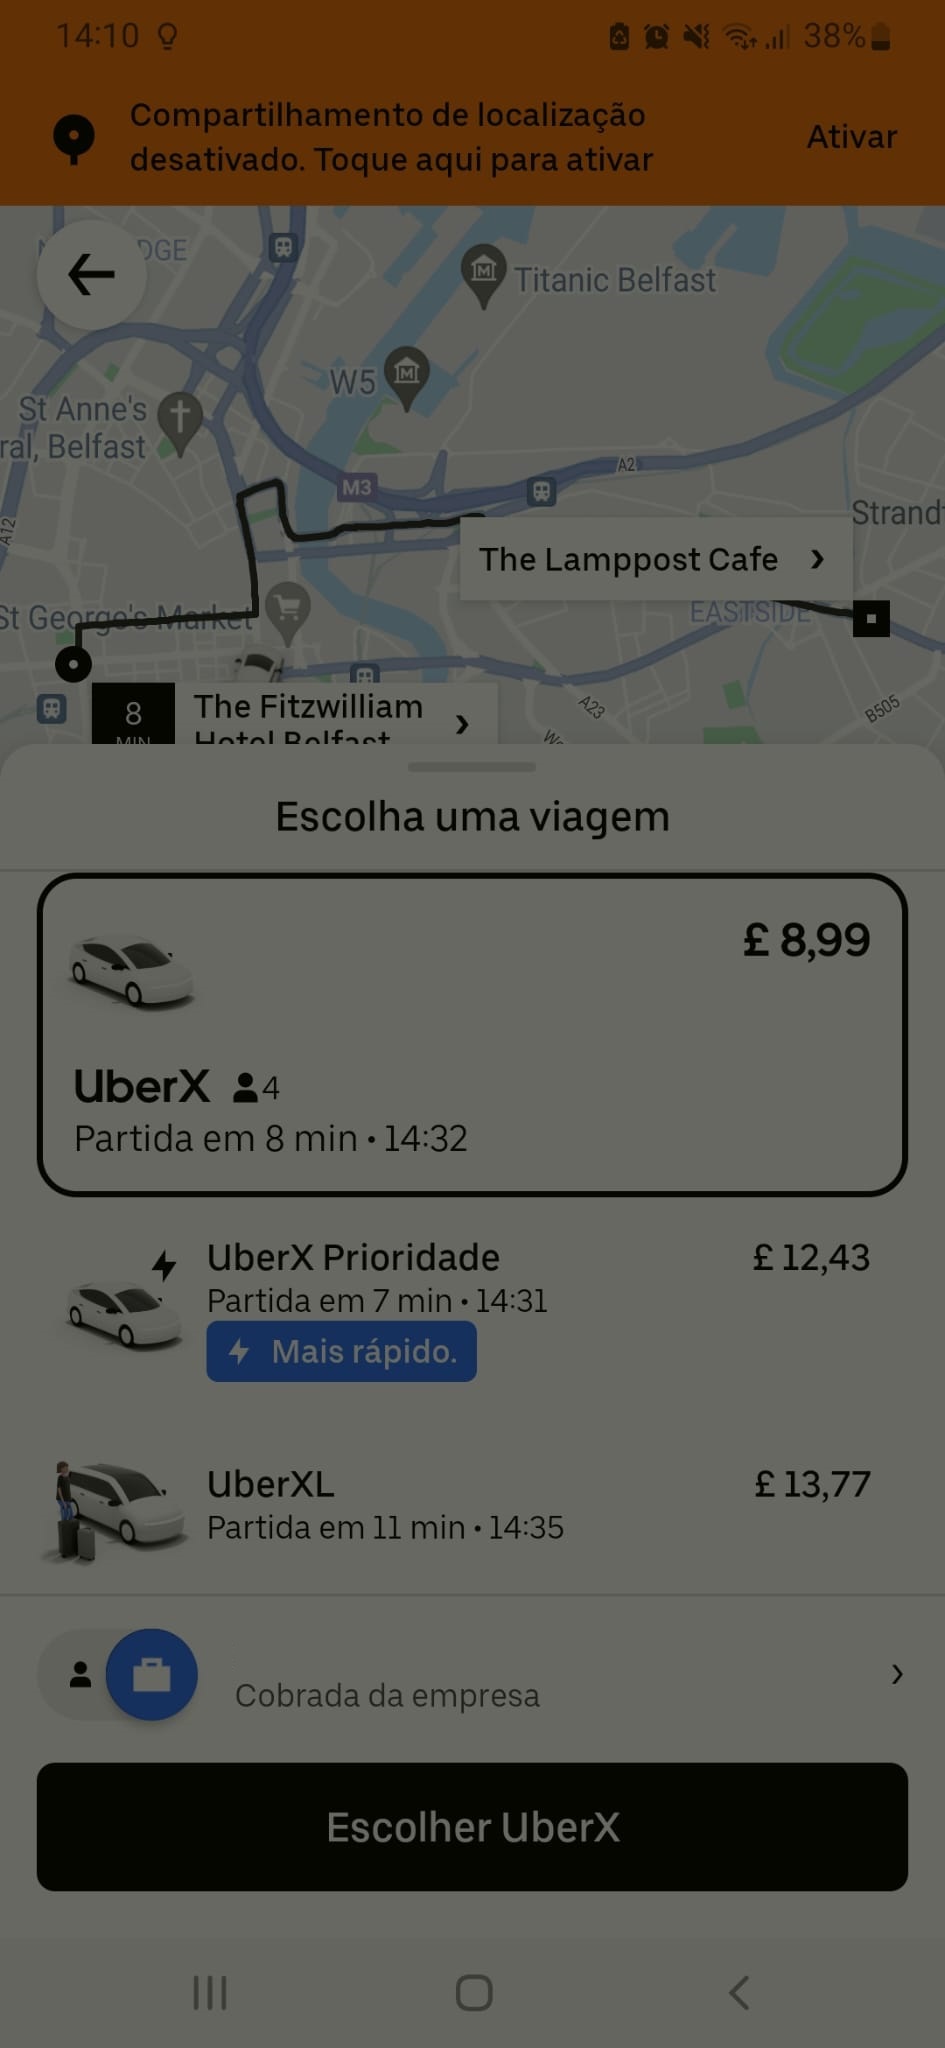 14:10
38%
Compartilhamento de localização
desativado. Toque aqui para ativar
Ativar
DGE
Titanic Belfast
W5
St Anne's
ral, Belfast
M3
A2
A12
Strandt
The Lamppost Cafe
St George's Market
EASTSIDE
8
MIN
The Fitzwilliam
Hotel Belfast
A23
B505
Escolha uma viagem
£ 8,99
UberX 4
Partida em 8 min • 14:32
UberX Prioridade
£ 12,43
Partida em 7 min • 14:31
Mais rápido.
UberXL
£ 13,77
Partida em 11 min • 14:35
Cobrada da empresa
Escolher UberX